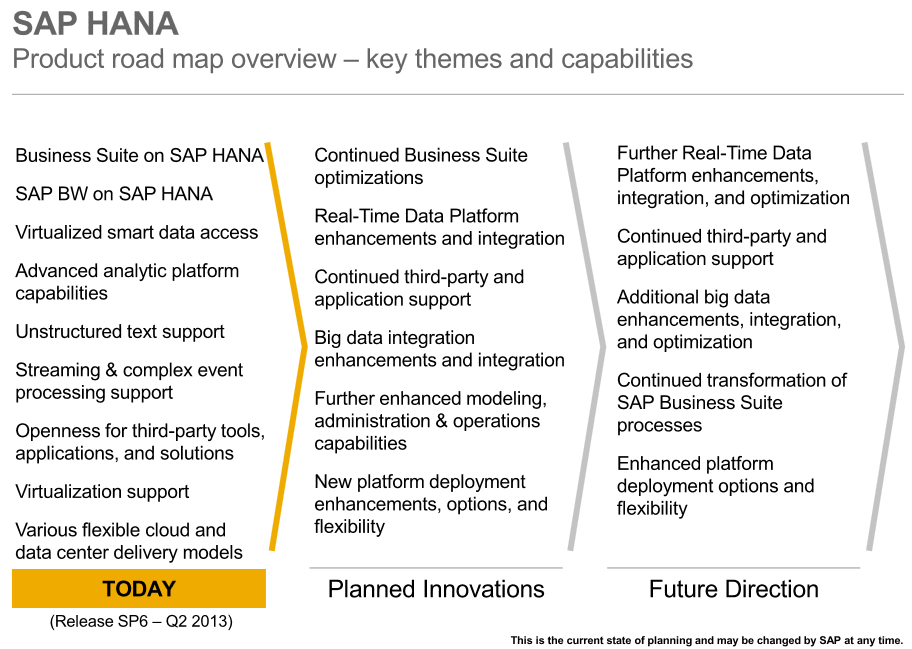 SAP HANA
Product road map overview – key themes and capabilities
Business Suite on SAP HANA
SAP BW on SAP HANA
Virtualized smart data access
Advanced analytic platform
capabilities
Unstructured text support
Streaming & complex event
processing support
Openness for third-party tools,
applications, and solutions
Virtualization support
Various flexible cloud and
data center delivery models
TODAY
(Release SP6 – Q2 2013)
Continued Business Suite
optimizations
Real-Time Data Platform
enhancements and integration
Continued third-party and
application support
Big data integration
enhancements and integration
Further enhanced modeling,
administration & operations
capabilities
New platform deployment
enhancements, options, and
flexibility
Planned Innovations
Further Real-Time Data
Platform enhancements,
integration, and optimization
Continued third-party and
application support
Additional big data
enhancements, integration,
and optimization
Continued transformation of
SAP Business Suite
processes
Enhanced platform
deployment options and
flexibility
Future Direction
This is the current state of planning and may be changed by SAP at any time.